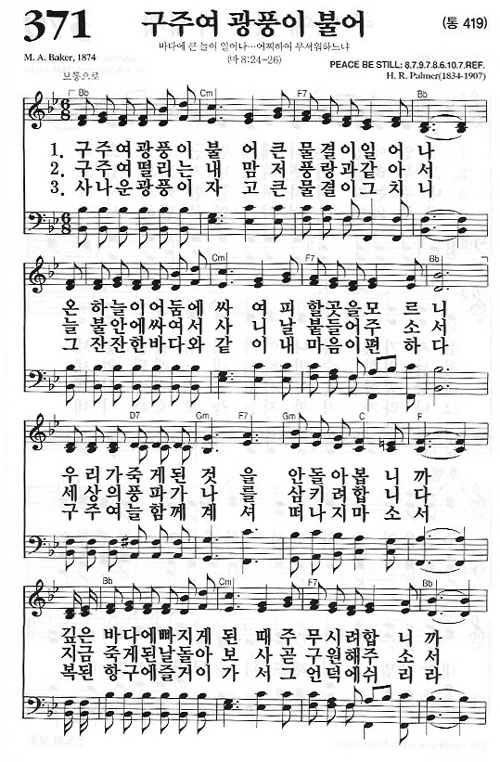 371
구주여 광풍이 불어
(통 419)
바다에 큰 놀이 일어나…어찌하여 무서워하느냐
(마 8:24-26)
M. A. Baker, 1874
PEACE BE STILL: 8.7.9.7.8.6.10.7.REF.
H. R. Palmer(1834-1907)
보통으로
Bb Cm F7 Bb
1. 구주여광풍이 불 어 큰 물 결이일 어 나
2. 구주여떨리는 내 맘 저 풍 랑과같 아 서
3. 사나운광풍이 자 고 큰 물 결이그 치 니
Cm F7 Bb
온 하늘이어둠에 싸 여 피 할곳을모 르 니
늘 불안에싸여서 사 니 날 붙들어주 소 서
그 잔잔한바다와 같 이 내 마음이편 하 다
D7 Gm F7 Gm C F
우리가죽게된 것 을 안돌아봅 니 까
세상의풍파가 나 를 삼키려합 니 다
구주여늘함께 계 셔 떠나지마 소 서
Bb Cm F7 Bb
깊은 바다에빠지게 된 때 주 무시려합 니 까
지금 죽게된날돌아 보 사 곧 구원해주 소 서
복된 항구에즐거이 가 서 그 언덕에쉬 리 라